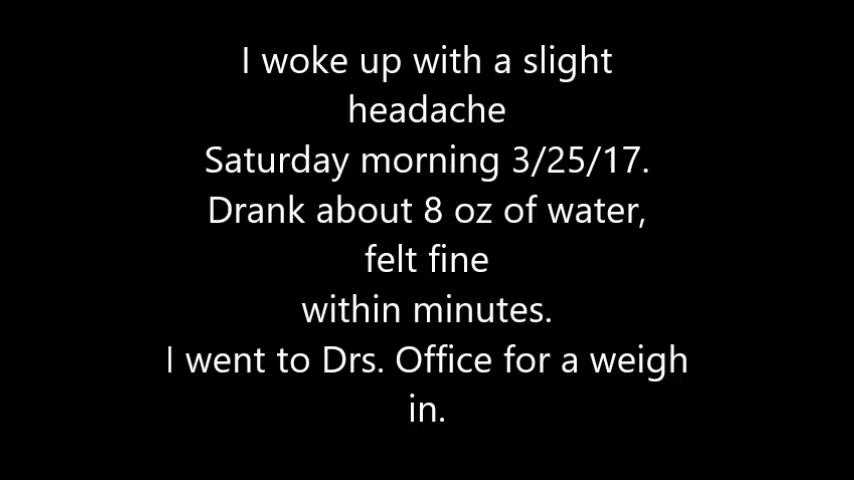 I woke up with a slight
headache
Saturday morning 3/25/17.
Drank about 8 oz of water,
felt fine
within minutes.
I went to Drs. Office for a weigh
in.